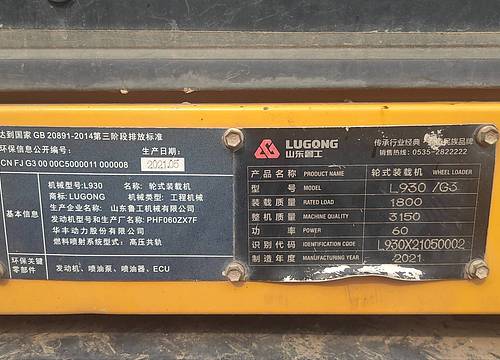 达到国家 GB 20891-2014第三阶段排放标准
环保信息公开编号: 生产日期:
CN FJ G3 00 00C5000011 000008 2021.05
基本信息
机械型号:L930 名称: 轮式装载机
商标: LUGONG 机械类型: 工程机械
生产企业名称: 山东鲁工机械有限公司
发动机型号和生产厂名称: PHF060ZX7F
华丰动力股份有限公司
燃料喷射系统型式: 高压共轨
环保关键
零部件
发动机、喷油泵、喷油器、ECU
LUGONG
山东鲁工
传承行业经典 民族品牌
销售热线: 0535-2822222
产品名称 PRODUCT NAME 轮式装载机 WHEEL LOADER
型号 MODEL L930 /G3
装载质量 RATED LOAD 1800
整机质量 MACHINE QUALITY 3150
功率 POWER 60
识别代码 IDENTIFICATION CODE L930X21050002
制造年度 MANUFACTURING YEAR 2021